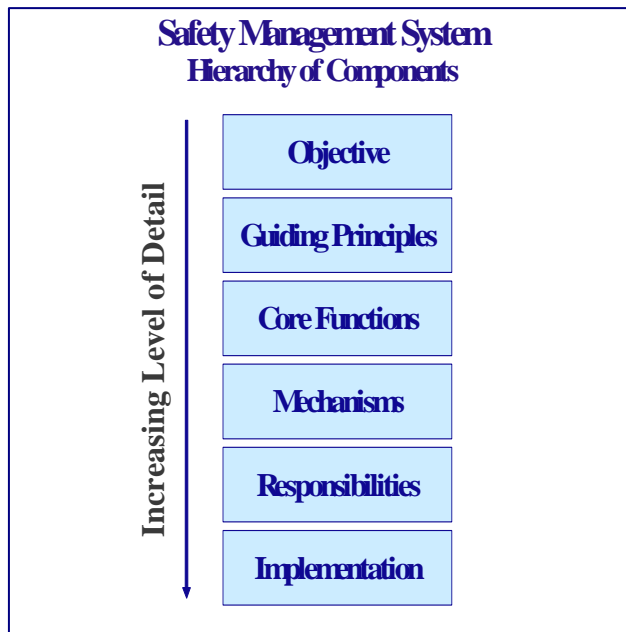 Safety Management System
Hierarchy of Components
Increasing Level of Detail
Objective
Guiding Principles
Core Functions
Mechanisms
Responsibilities
Implementation